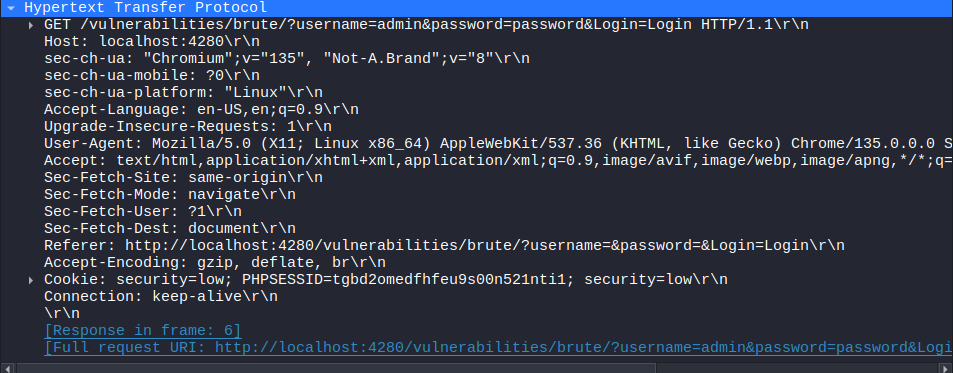 Hypertext Transfer Protocol
GET /vulnerabilities/brute/?username=admin&password=password&Login=Login HTTP/1.1\r\n
Host: localhost:4280\r\n
sec-ch-ua: "Chromium";v="135", "Not-A.Brand";v="8"\r\n
sec-ch-ua-mobile: ?0\r\n
sec-ch-ua-platform: "Linux"\r\n
Accept-Language: en-US,en;q=0.9\r\n
Upgrade-Insecure-Requests: 1\r\n
User-Agent: Mozilla/5.0 (X11; Linux x86_64) AppleWebKit/537.36 (KHTML, like Gecko) Chrome/135.0.0.0 S
Accept: text/html,application/xhtml+xml,application/xml;q=0.9,image/avif,image/webp,image/apng,*/*;q=
Sec-Fetch-Site: same-origin\r\n
Sec-Fetch-Mode: navigate\r\n
Sec-Fetch-User: ?1\r\n
Sec-Fetch-Dest: document\r\n
Referer: http://localhost:4280/vulnerabilities/brute/?username=&password=&Login=Login\r\n
Accept-Encoding: gzip, deflate, br\r\n
Cookie: security=low; PHPSESSID=tgbd2omedfhfeu9s00n521nti1; security=low\r\n
Connection: keep-alive\r\n
\r\n
[Response in frame: 6]
[Full request URI: http://localhost:4280/vulnerabilities/brute/?username=admin&password=password&Logi